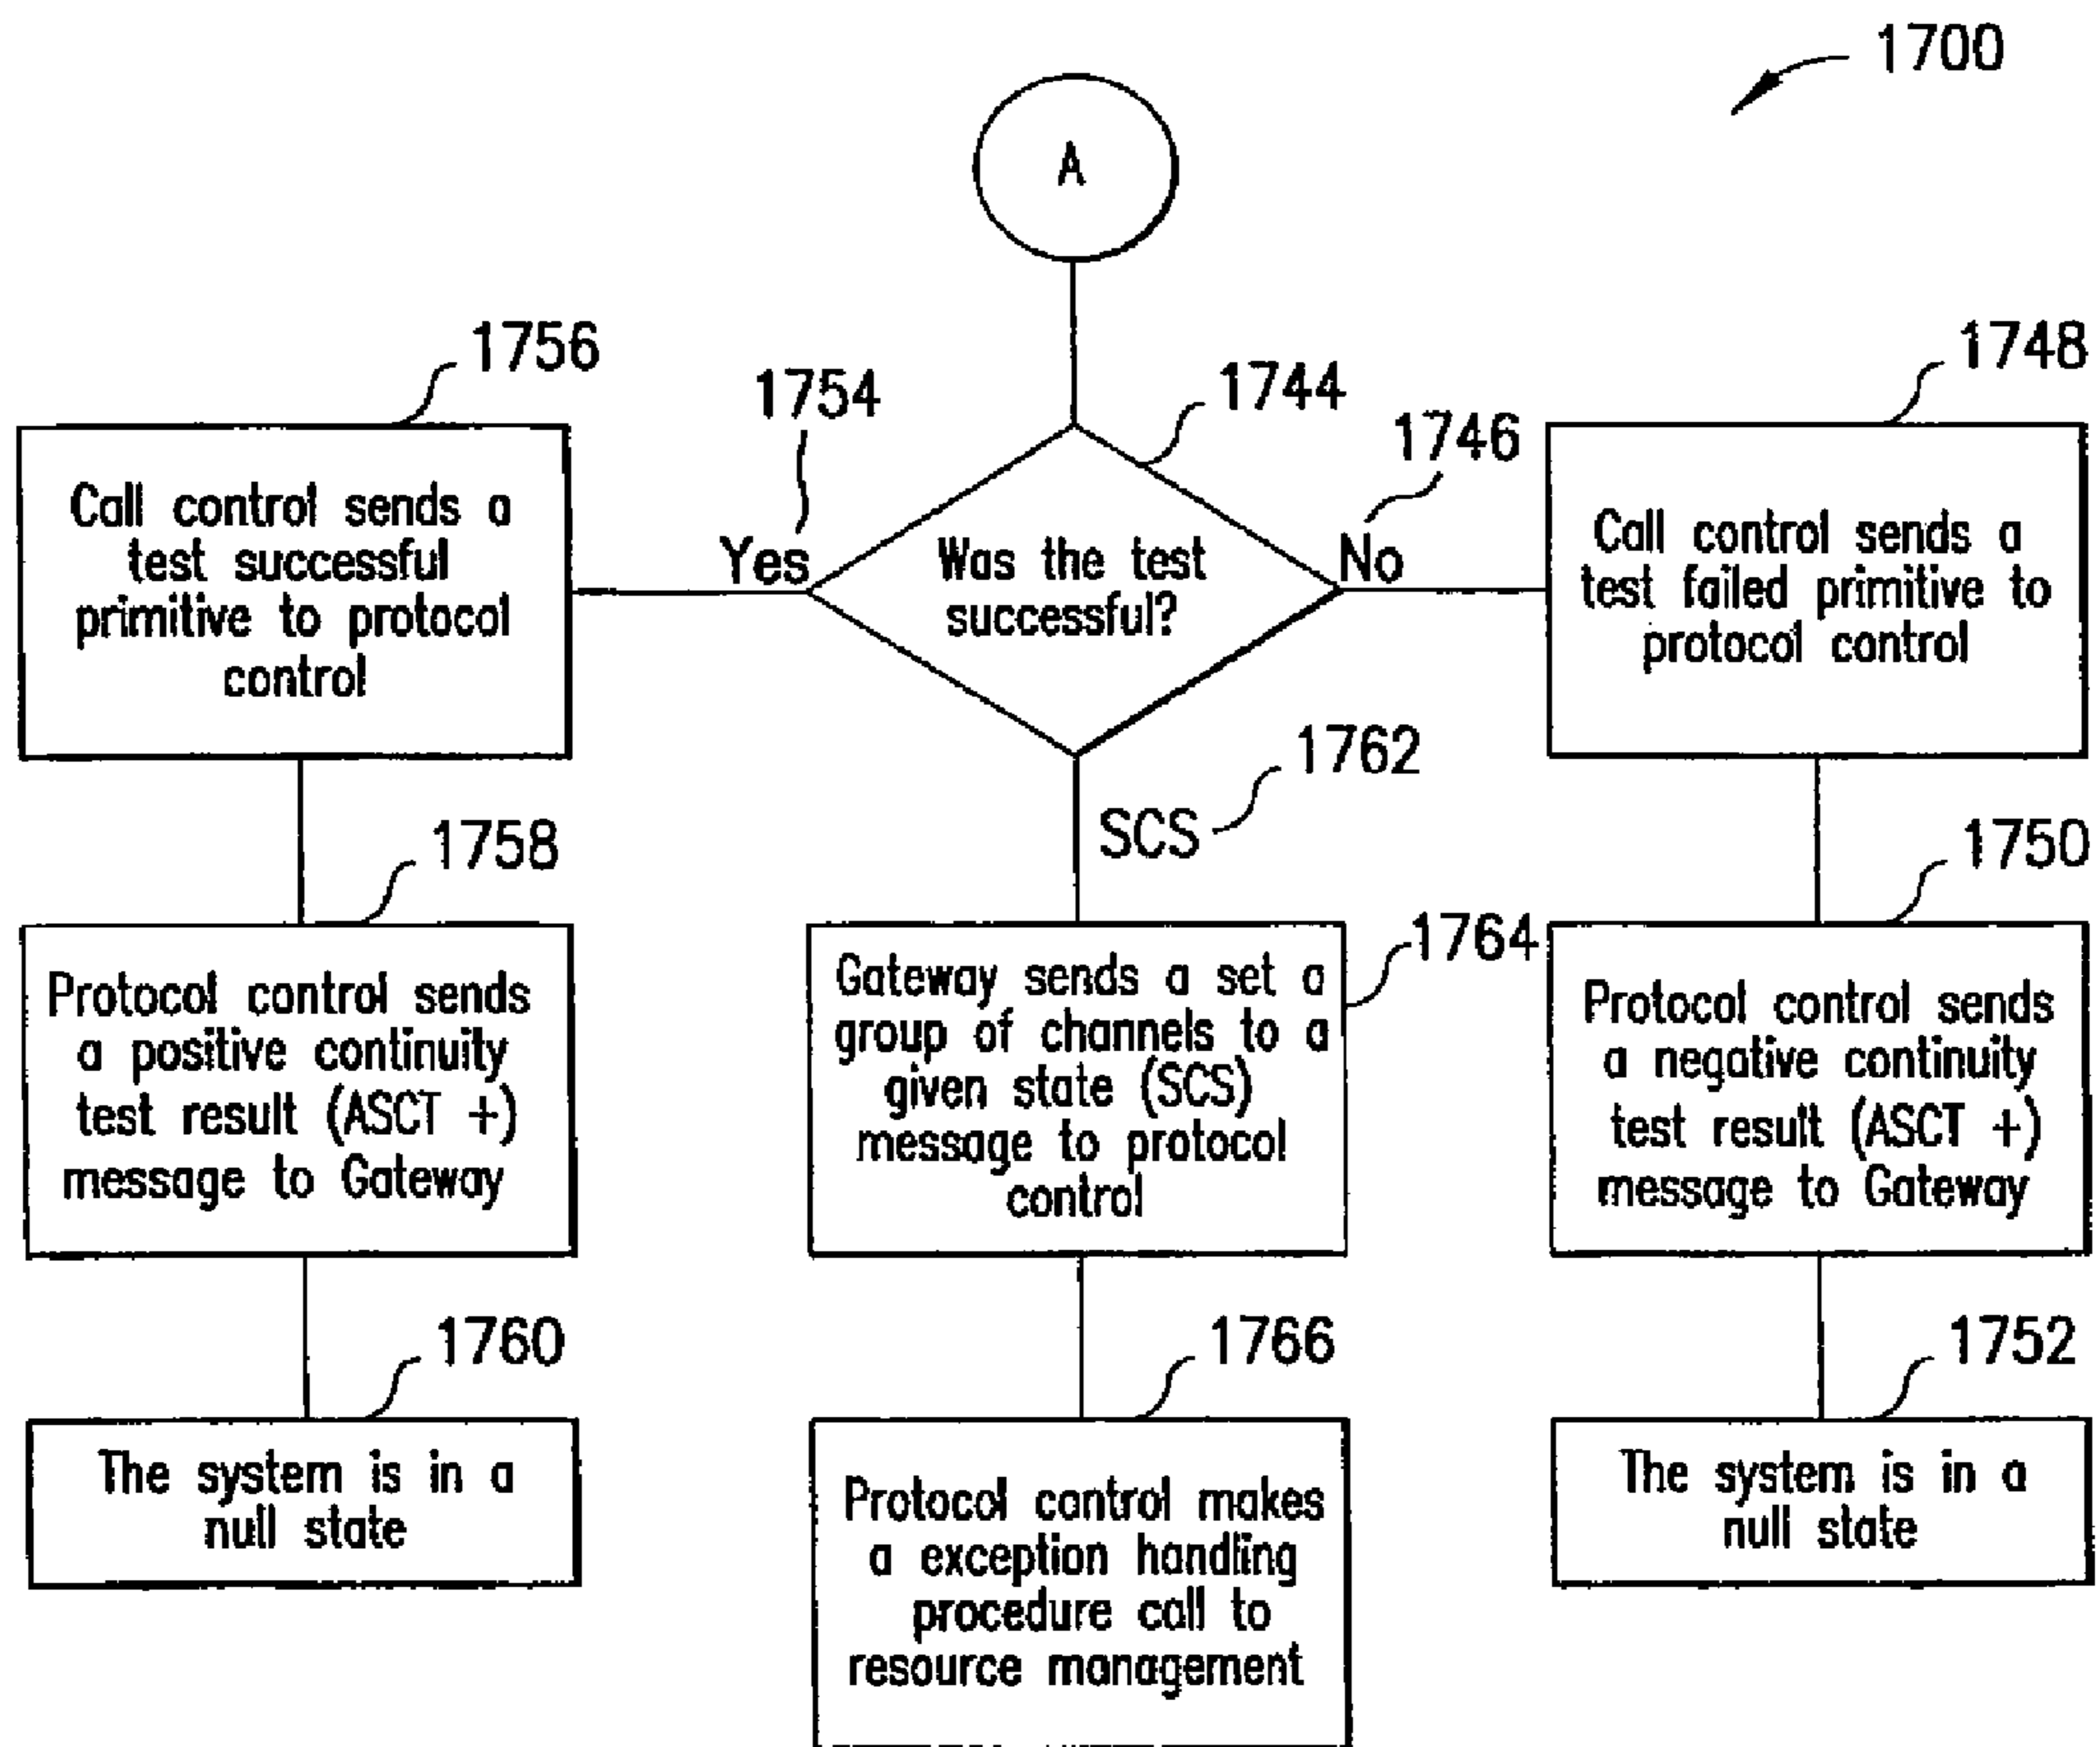 1700
A
1756
1754
1744
1746
1748
Call control sends a
test successful
primitive to protocol
control
Yes
Was the test
successful?
No
Call control sends a
test failed primitive to
protocol control
1762
SCS
1758
1764
1750
Protocol control sends
a positive continuity
test result (ASCT +)
message to Gateway
Gateway sends a set a
group of channels to a
given state (SCS)
message to protocol
control
Protocol control sends
a negative continuity
test result (ASCT +)
message to Gateway
1760
1766
1752
The system is in a
null state
Protocol control makes
a exception handling
procedure call to
resource management
The system is in a
null state